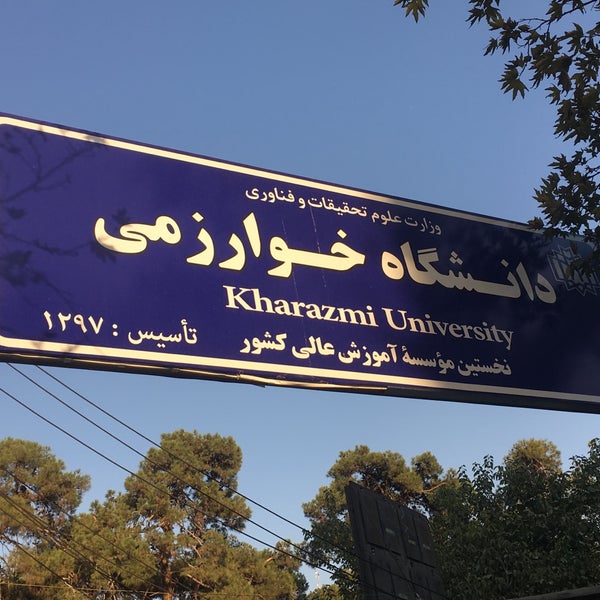 وزارت علوم تحقیقات و فناوری
دانشگاه خوارزمی
Kharazmi University
نخستین مؤسسهٔ آموزش عالی کشور
تأسیس : ۱۲۹۷